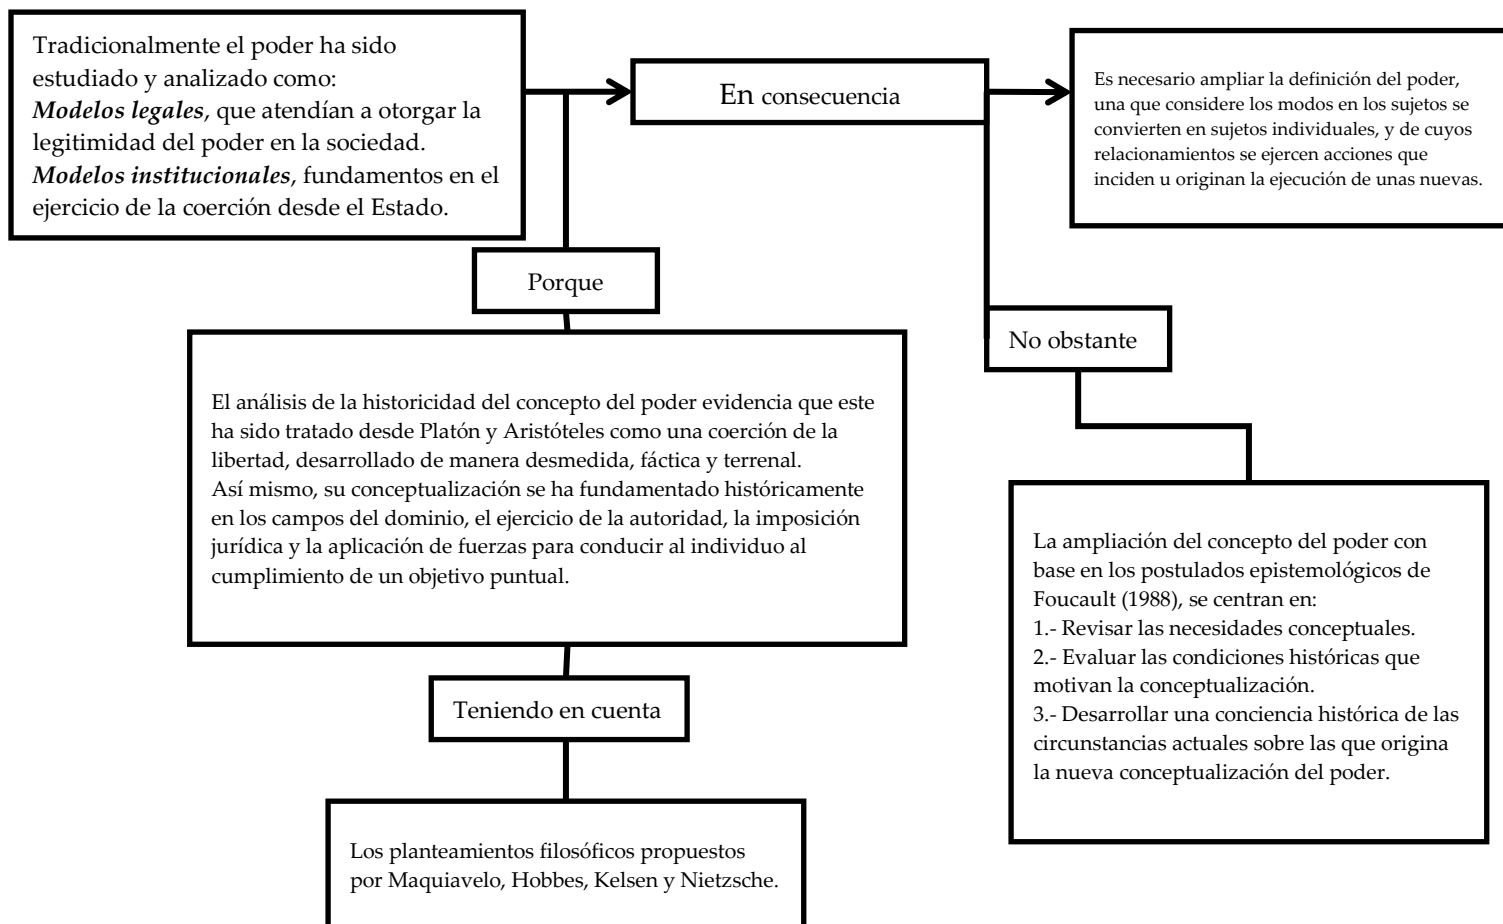 Tradicionalmente el poder ha sido
estudiado y analizado como:
Modelos legales, que atendían a otorgar la
legitimidad del poder en la sociedad.
Modelos institucionales, fundamentos en el
ejercicio de la coerción desde el Estado.
En consecuencia
Es necesario ampliar la definición del poder,
una que considere los modos en los sujetos se
convierten en sujetos individuales, y de cuyos
relacionamientos se ejercen acciones que
inciden u originan la ejecución de unas nuevas.
Porque
El análisis de la historicidad del concepto del poder evidencia que este
ha sido tratado desde Platón y Aristóteles como una coerción de la
libertad, desarrollado de manera desmedida, fáctica y terrenal.
Así mismo, su conceptualización se ha fundamentado históricamente
en los campos del dominio, el ejercicio de la autoridad, la imposición
jurídica y la aplicación de fuerzas para conducir al individuo al
cumplimiento de un objetivo puntual.
Teniendo en cuenta
Los planteamientos filosóficos propuestos
por Maquiavelo, Hobbes, Kelsen y Nietzsche.
No obstante
La ampliación del concepto del poder con
base en los postulados epistemológicos de
Foucault (1988), se centran en:
1.- Revisar las necesidades conceptuales.
2.- Evaluar las condiciones históricas que
motivan la conceptualización.
3.- Desarrollar una conciencia histórica de las
circunstancias actuales sobre las que origina
la nueva conceptualización del poder.